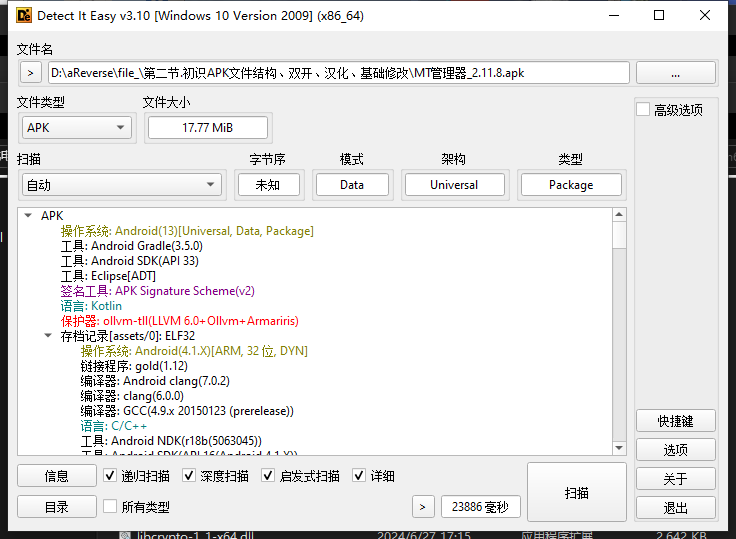 Detect It Easy v3.10 [Windows 10 Version 2009] (x86_64)
文件名
> D:\aReverse\file_\第二节.初识APK文件结构、双开、汉化、基础修改\MT管理器_2.11.8.apk ...
文件类型 文件大小 高级选项
APK 17.77 MiB
扫描 字节序 模式 架构 类型
自动 未知 Data Universal Package
APK
操作系统: Android(13)[Universal, Data, Package]
工具: Android Gradle(3.5.0)
工具: Android SDK(API 33)
工具: Eclipse[ADT]
签名工具: APK Signature Scheme(v2)
语言: Kotlin
保护器: ollvm-tll(LLVM 6.0+Ollvm+Armariris)
存档记录[assets/0]: ELF32
操作系统: Android(4.1.X)[ARM, 32 位, DYN]
链接程序: gold(1.12)
编译器: Android clang(7.0.2)
编译器: clang(6.0.0)
编译器: GCC(4.9.x 20150123 (prerelease))
语言: C/C++
工具: Android NDK(r18b(5063045))
工具: Android SDK(API 16(Android 4.1.X))
快捷键
选项
关于
退出
信息 递归扫描 深度扫描 启发式扫描 详细 扫描
目录 所有类型 > 23886 毫秒
libcrypto-1_1-x64.dll 2024/6/27 17:15 应用程序扩展 2,642 KB